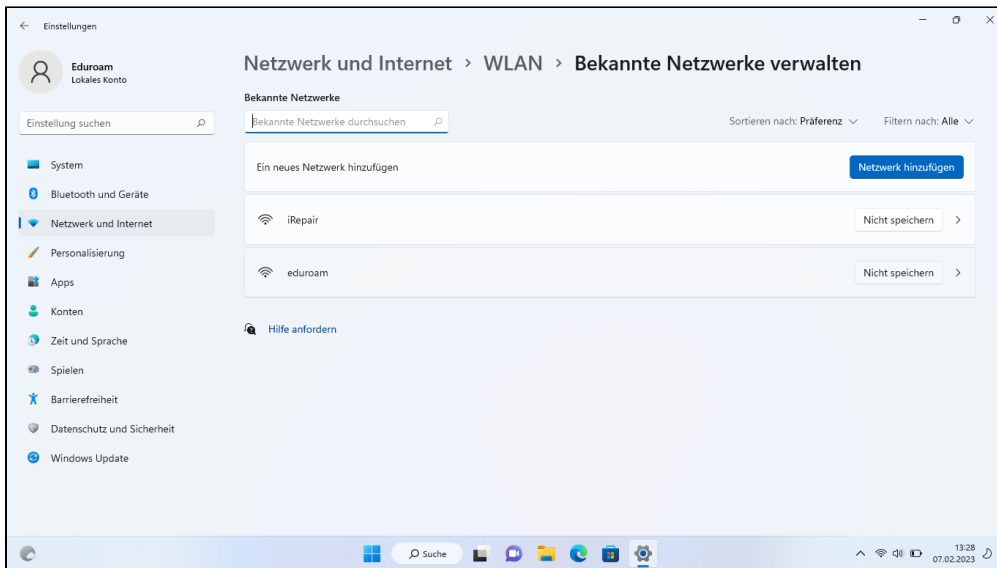 Einstellungen
Eduroam
Lokales Konto
Einstellung suchen
System
Bluetooth und Geräte
Netzwerk und Internet
Personalisierung
Apps
Konten
Zeit und Sprache
Spielen
Barrierefreiheit
Datenschutz und Sicherheit
Windows Update
Netzwerk und Internet > WLAN > Bekannte Netzwerke verwalten
Bekannte Netzwerke
Bekannte Netzwerke durchsuchen
Sortieren nach: Präferenz Filtern nach: Alle
Ein neues Netzwerk hinzufügen Netzwerk hinzufügen
iRepair Nicht speichern
eduroam Nicht speichern
Hilfe anfordern
Suche
13:28
07.02.2023